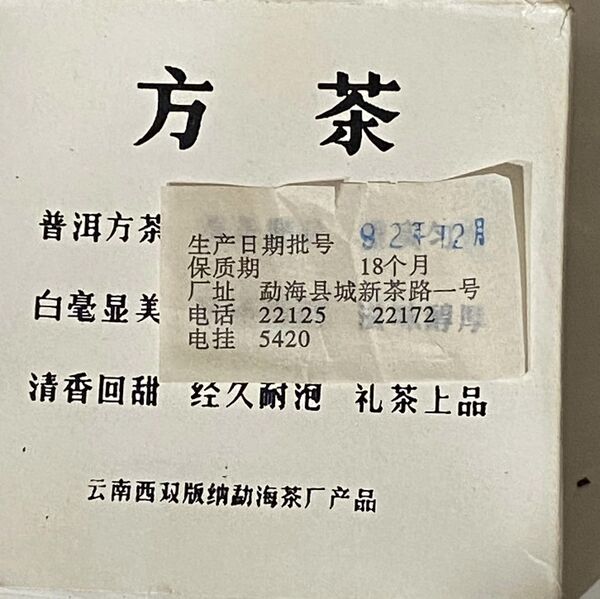 方茶
普洱方茶
生产日期批号 92年12月
保质期 18个月
厂址 勐海县城新茶路一号
白毫显美
电话 22125 22172
电挂 5420
醇厚
清香回甜 经久耐泡 礼茶上品
云南西双版纳勐海茶厂产品